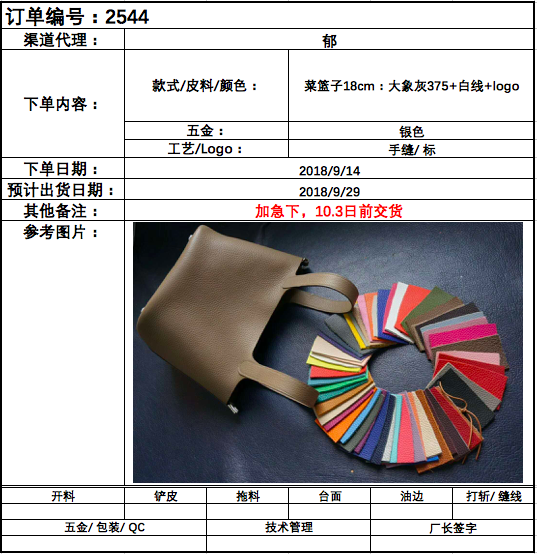 订单编号：2544
渠道代理： 郁
下单内容：
款式/皮料/颜色： 菜篮子18cm：大象灰375+白线+logo
五金： 银色
工艺/Logo： 手缝/ 标
下单日期： 2018/9/14
预计出货日期： 2018/9/29
其他备注： 加急下，10.3日前交货
参考图片：
开料 铲皮 拖料 台面 油边 打斩/ 缝线
五金/ 包装/ QC 技术管理 厂长签字